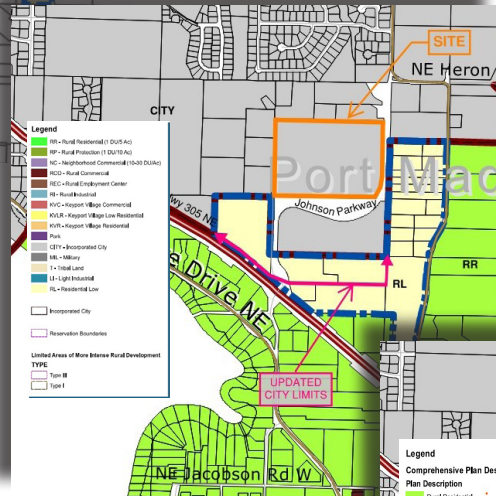 SITE
NE Heron
CITY
Legend
RR - Rural Residential (1 DU/5 Ac)
RP - Rural Protection (1 DU/10 Ac)
NC - Neighborhood Commercial (10-30 DU/Ac)
RCO - Rural Commercial
REC - Rural Employment Center
RI - Rural Industrial
KVC - Keyport Village Commercial
KVLR - Keyport Village Low Residential
KVR - Keyport Village Residential
Park
CITY - Incorporated City
MIL - Military
T - Tribal Land
LI - Light Industrial
RL - Residential Low
Incorporated City
Reservation Boundaries
Limited Areas of More Intense Rural Development
TYPE
Type III
Type I
Port Mac
Johnson Parkway
wy 305 NE
e Drive NE
RR
RL
UPDATED
CITY LIMITS
NE Jacobson Rd W
Legend
Comprehensive Plan Des
Plan Description
Rural Residential